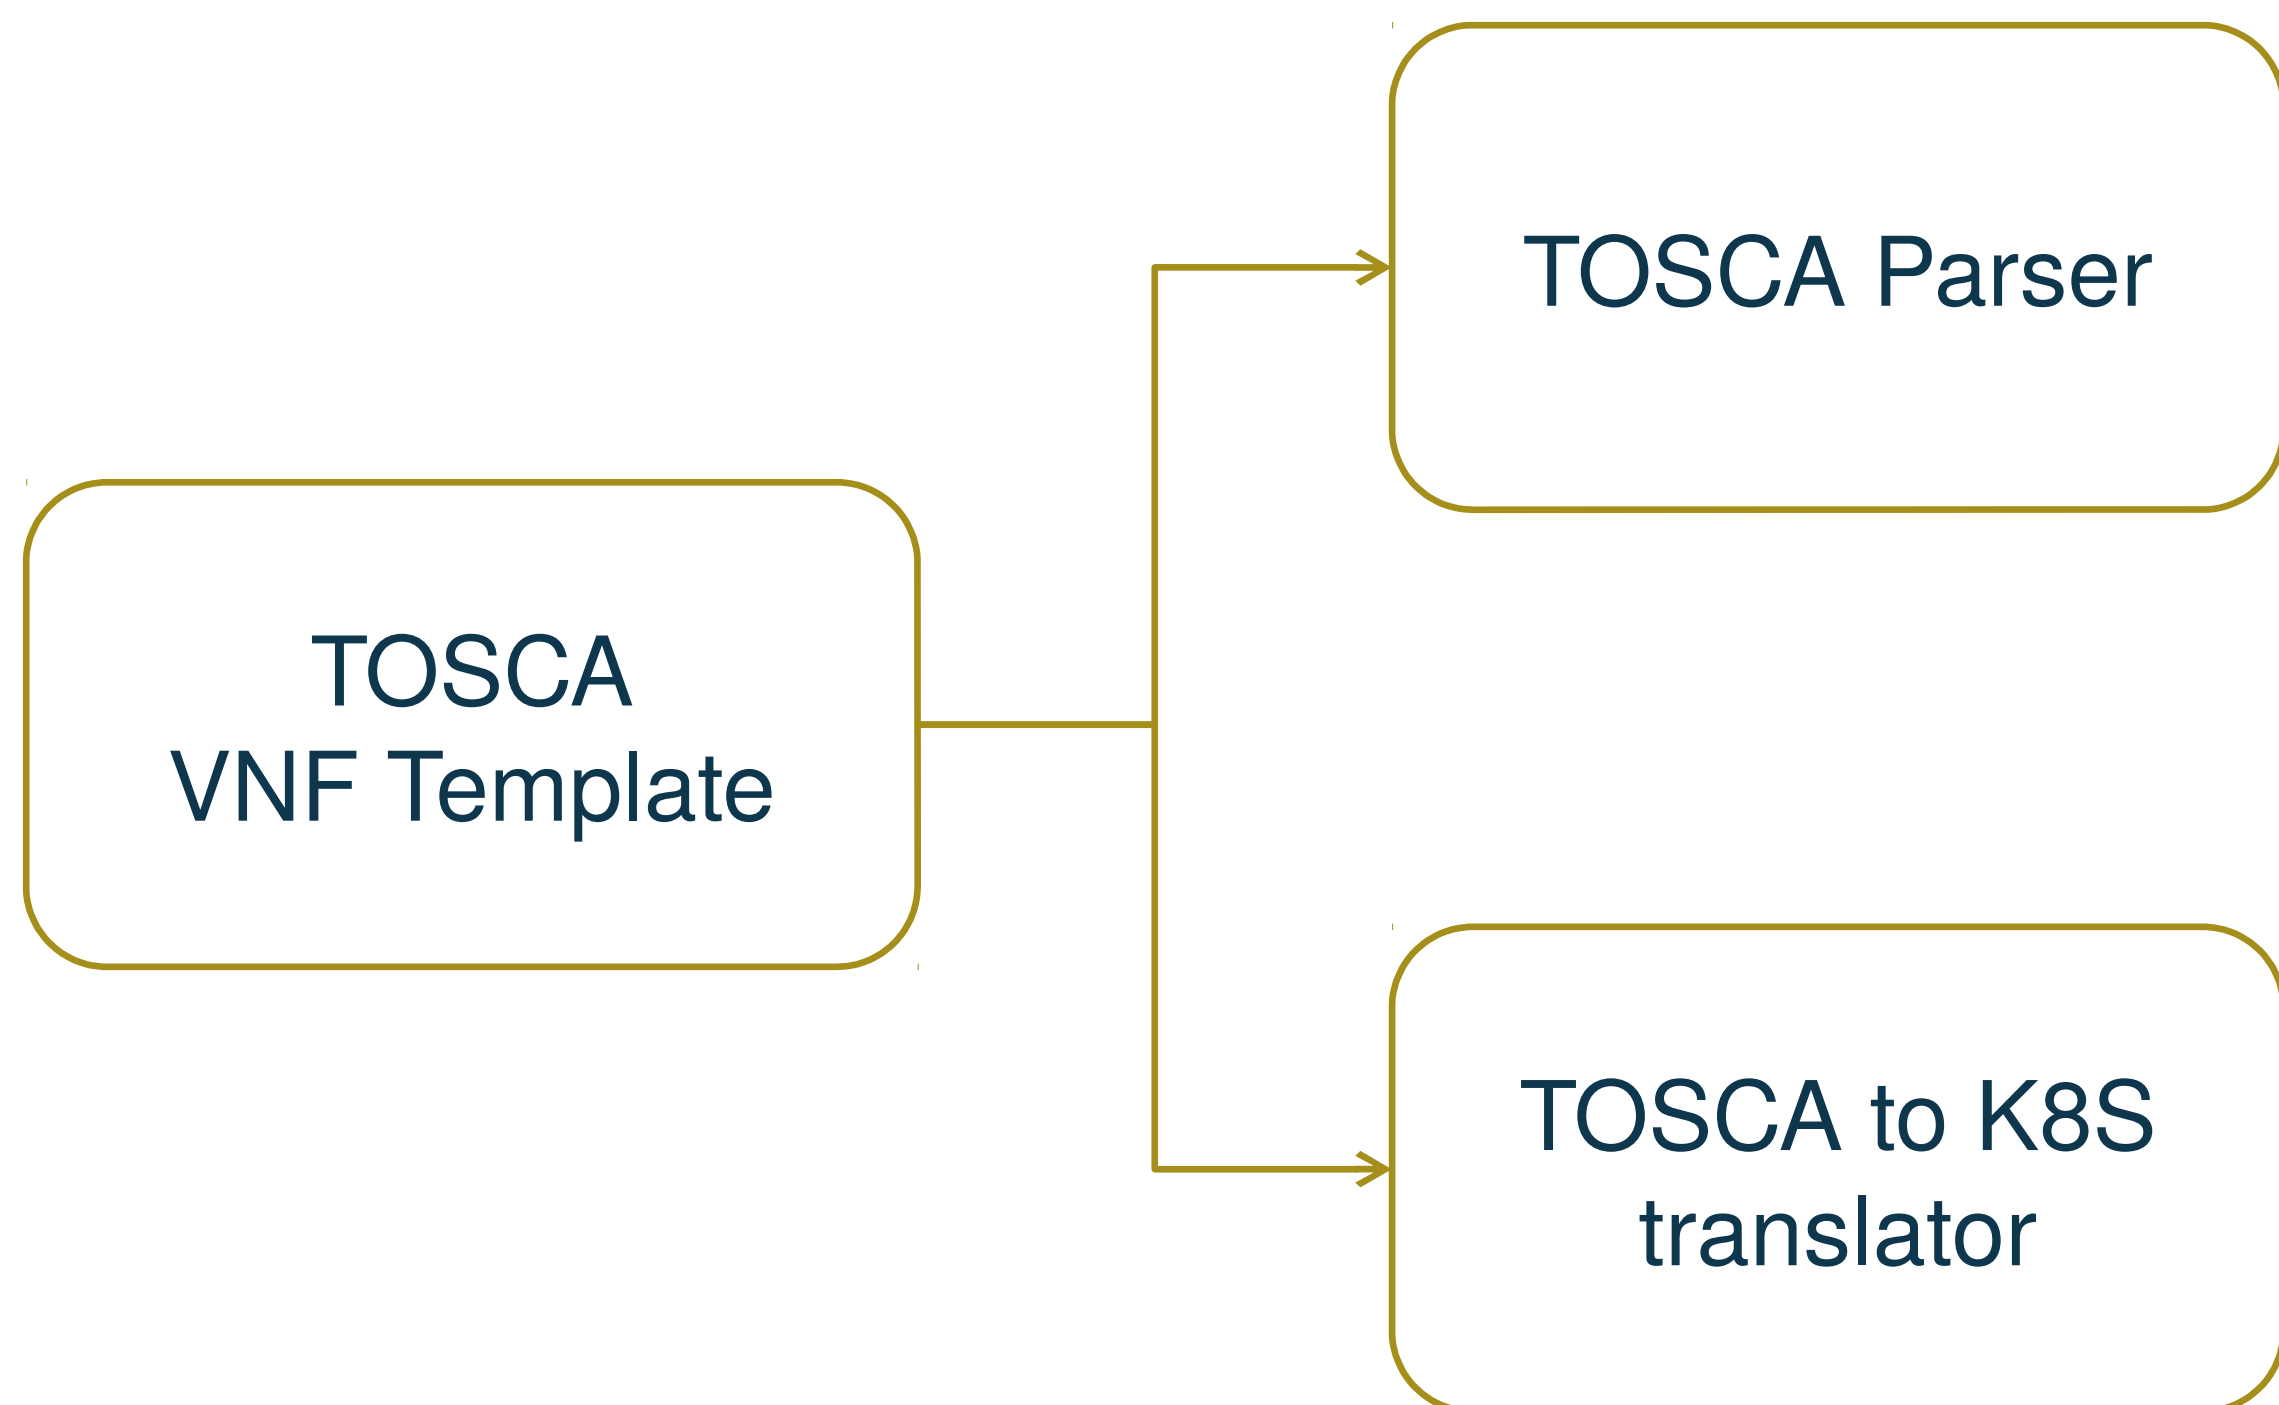 TOSCA Parser
TOSCA
VNF Template
TOSCA to K8S
translator